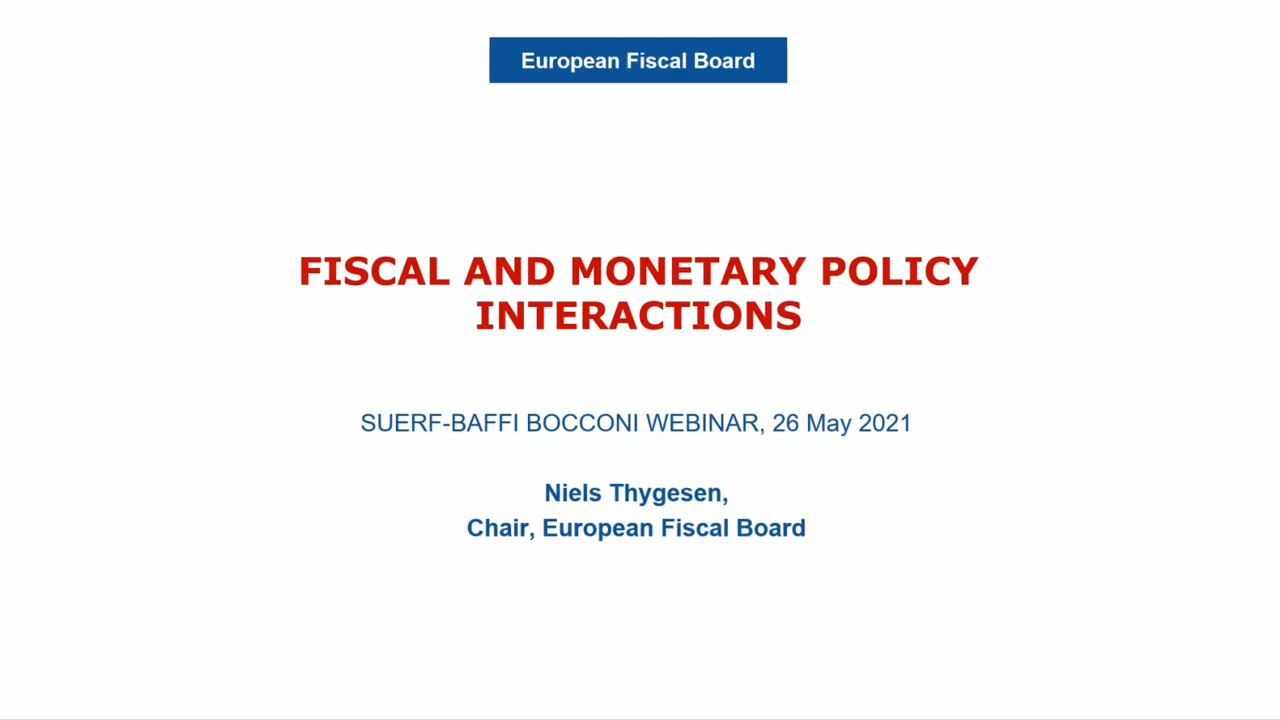 European Fiscal Board
FISCAL AND MONETARY POLICY
INTERACTIONS
SUERF-BAFFI BOCCONI WEBINAR, 26 May 2021
Niels Thygesen,
Chair, European Fiscal Board